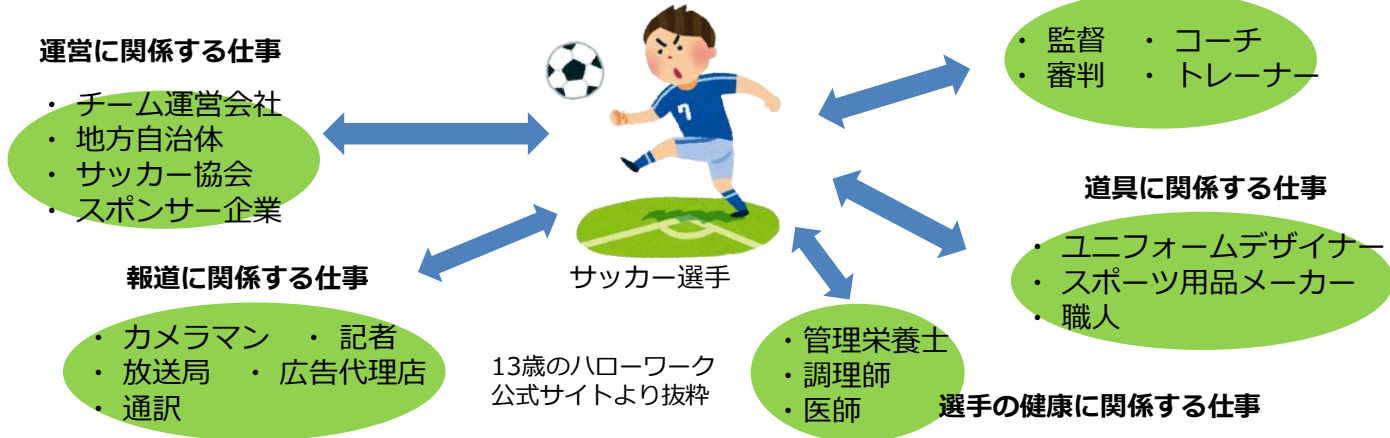 運営に関係する仕事
・ チーム運営会社
・ 地方自治体
・ サッカー協会
・ スポンサー企業
7
・ 監督 ・ コーチ
・ 審判 ・ トレーナー
道具に関係する仕事
・ ユニフォームデザイナー
・ スポーツ用品メーカー
・ 職人
サッカー選手
報道に関係する仕事
・ カメラマン ・ 記者
・ 放送局 ・ 広告代理店
・ 通訳
13歳のハローワーク
公式サイトより抜粋
・管理栄養士
・調理師
・医師
選手の健康に関係する仕事